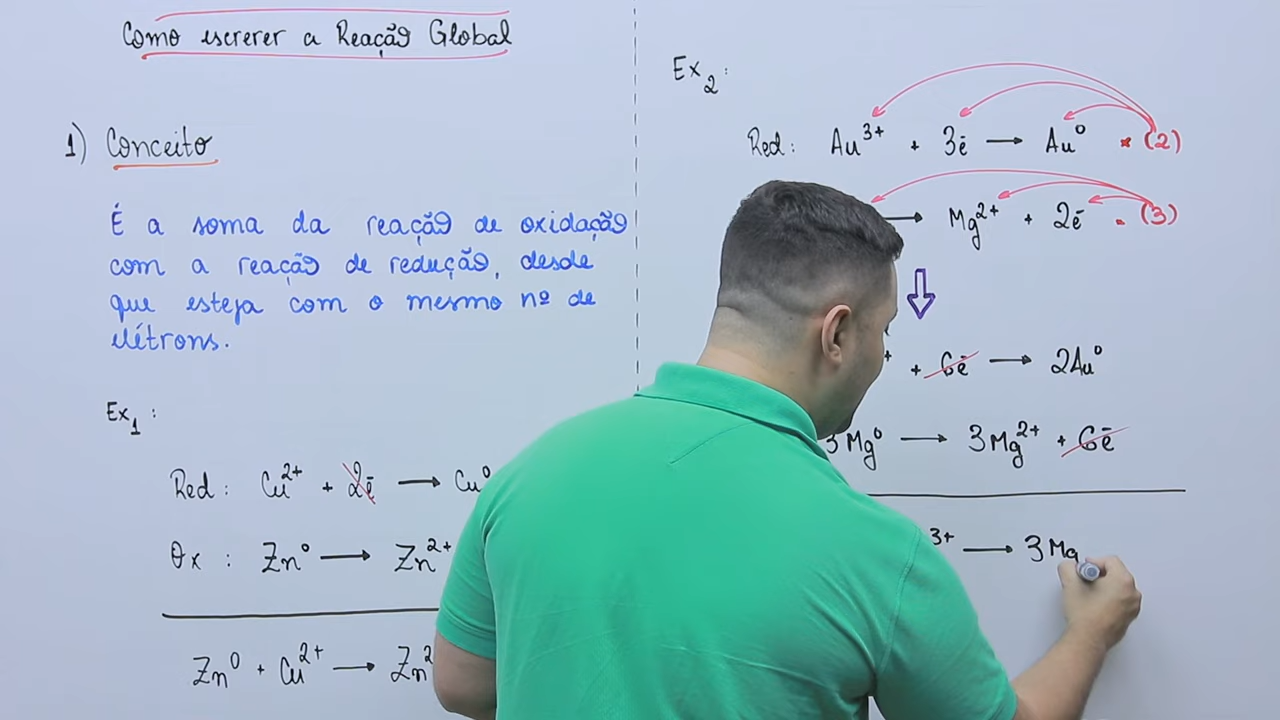 Como escrever a Reação Global
1) Conceito
É a soma da reação de oxidação
com a reação de redução, desde
que esteja com o mesmo nº de
elétrons.
Ex₁ :
Red : Cu²⁺ + 2ē → Cu⁰
Ox : Zn⁰ → Zn²⁺
Zn⁰ + Cu²⁺ → Zn²
Ex₂ :
Red : Au³⁺ + 3ē → Au⁰ • (2)
→ Mg²⁺ + 2ē • (3)
⇩
⁺ + 6ē → 2Au⁰
3Mg⁰ → 3Mg²⁺ + 6ē
³⁺ → 3Mg